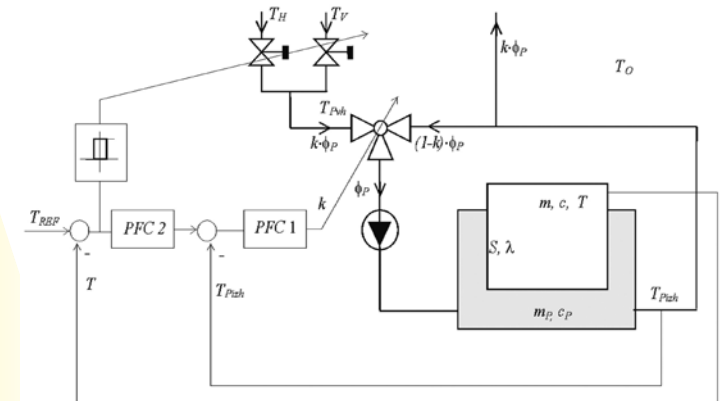 T_H T_V
k·ϕ_P
T_O
T_Pvh
k·ϕ_P
(1-k)·ϕ_P
k
ϕ_P
m, c, T
T_REF
PFC 2
PFC 1
S, λ
-
-
T
T_Pizh
T_Pizh
m_P, c_P